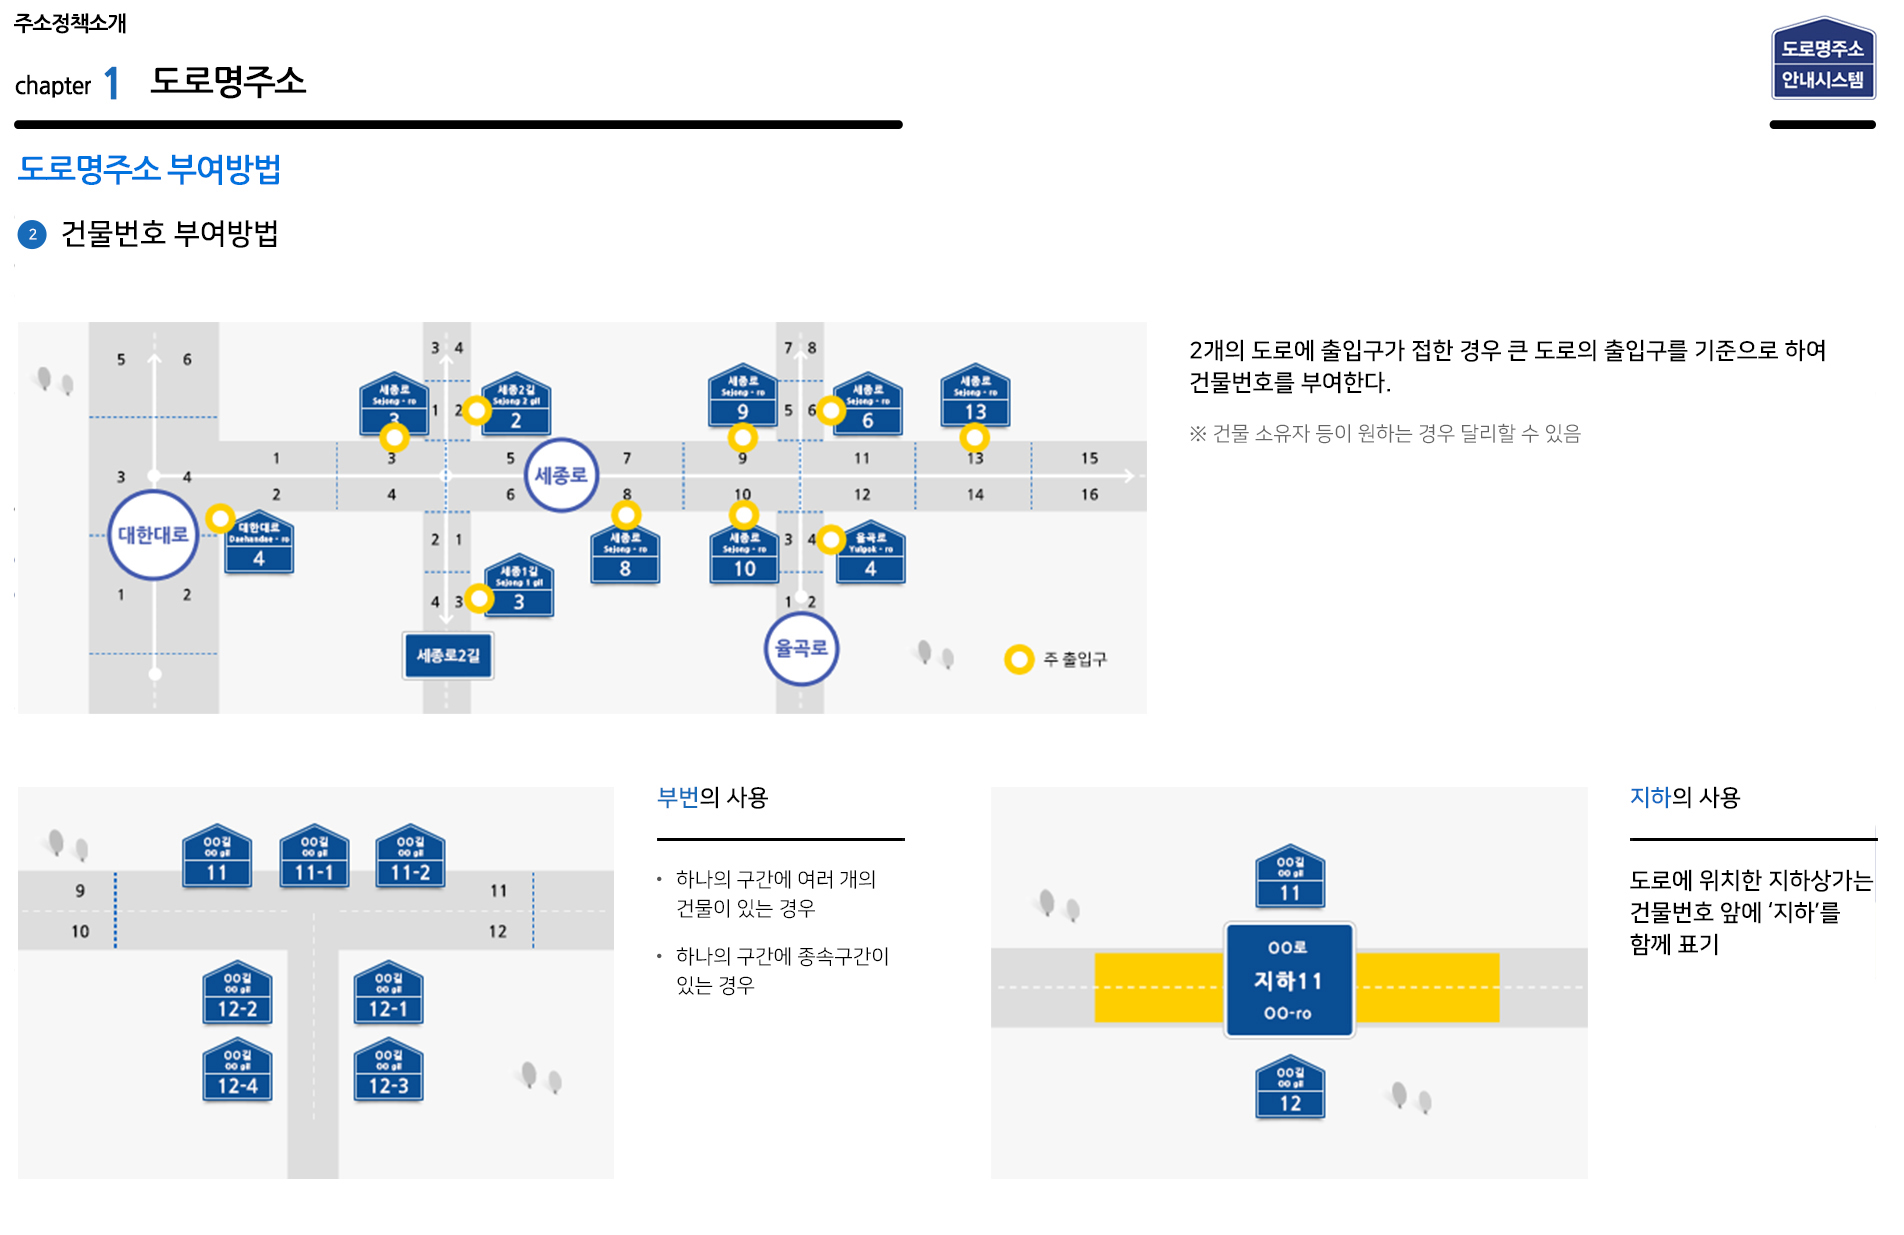 주소정책소개
chapter 1 도로명주소
도로명주소
안내시스템
도로명주소 부여방법
2 건물번호 부여방법
5 6
3 4
1 2
대한대로
대한대로
Daehandae - ro
4
3 4
1 2
세종로
Sejong - ro
3
세종2길
Sejong 2 gil
2
1 3 5 7 9 11 13 15
2 4 6 8 10 12 14 16
세종로
2 1
4 3
세종1길
Sejong 1 gil
3
세종로2길
세종로
Sejong - ro
8
세종로
Sejong - ro
9
세종로
Sejong - ro
10
7 8
5 6
세종로
Sejong - ro
6
세종로
Sejong - ro
13
3 4
1 2
율곡로
Yulgok - ro
4
율곡로
주 출입구
2개의 도로에 출입구가 접한 경우 큰 도로의 출입구를 기준으로 하여
건물번호를 부여한다.
※ 건물 소유자 등이 원하는 경우 달리할 수 있음
OO길
OO gil
11
OO길
OO gil
11-1
OO길
OO gil
11-2
9 11
10 12
OO길
OO gil
12-2
OO길
OO gil
12-1
OO길
OO gil
12-4
OO길
OO gil
12-3
부번의 사용
• 하나의 구간에 여러 개의
건물이 있는 경우
• 하나의 구간에 종속구간이
있는 경우
OO길
OO gil
11
OO로
지하11
OO-ro
OO길
OO gil
12
지하의 사용
도로에 위치한 지하상가는
건물번호 앞에 ‘지하’를
함께 표기